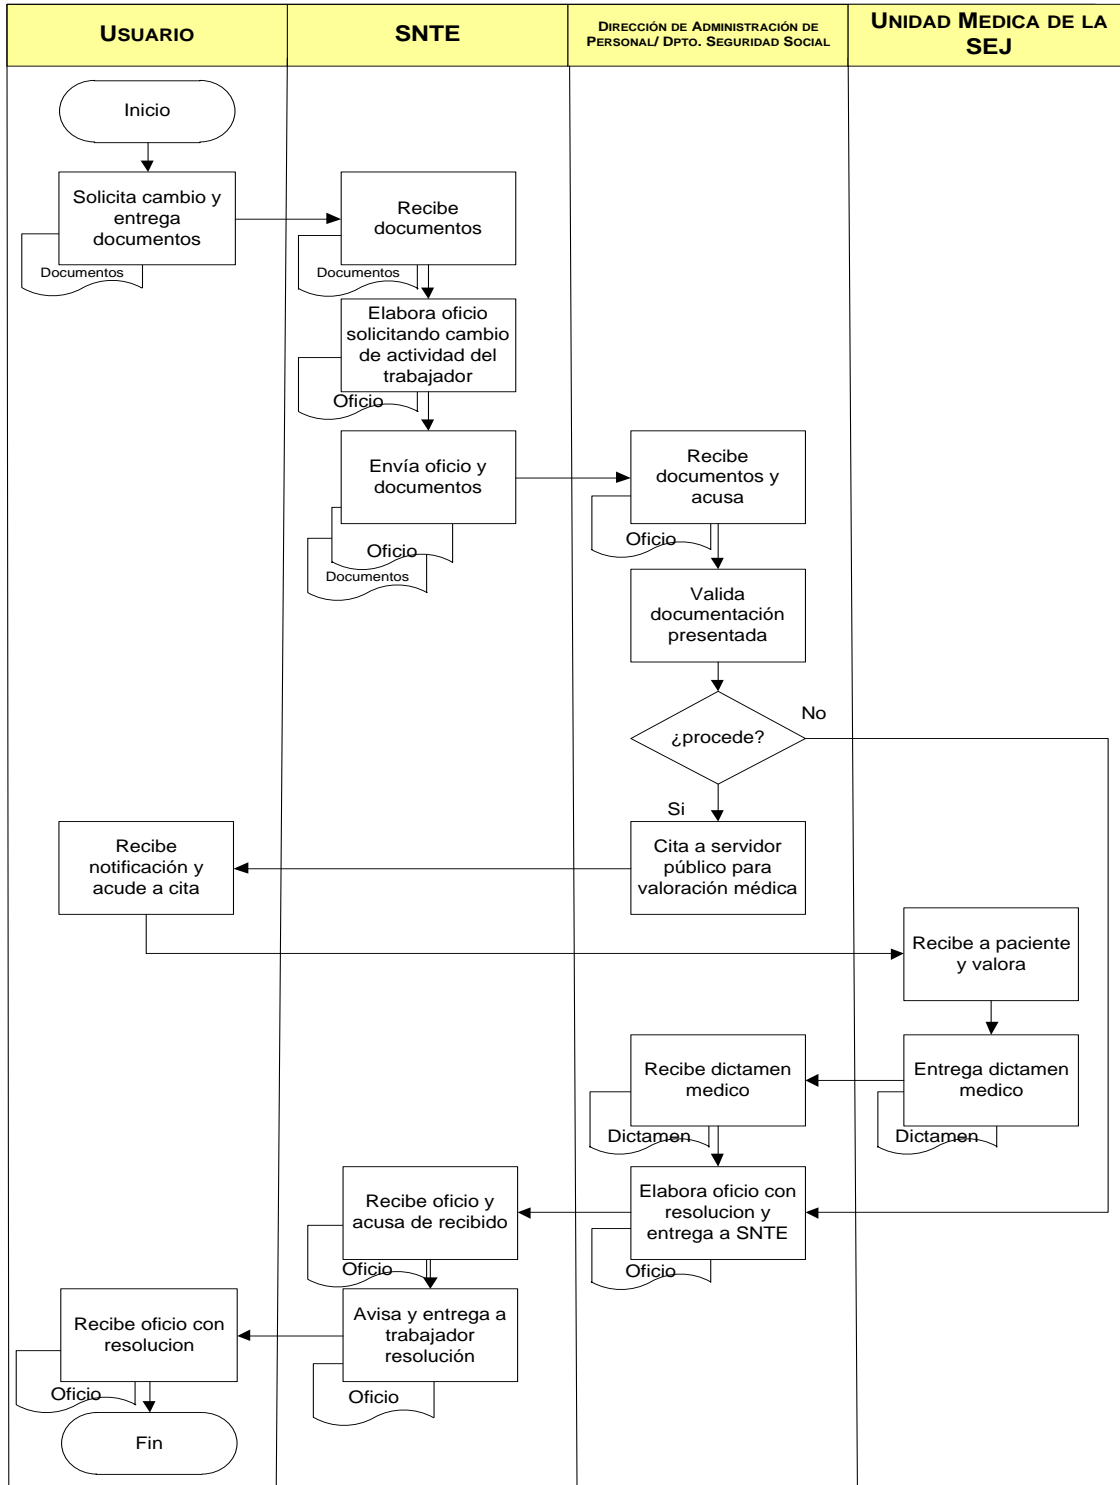 USUARIO
SNTE
DIRECCIÓN DE ADMINISTRACIÓN DE
PERSONAL/ DPTO. SEGURIDAD SOCIAL
UNIDAD MEDICA DE LA
SEJ
Inicio
Solicita cambio y
entrega
documentos
Documentos
Recibe
documentos
Documentos
Elabora oficio
solicitando cambio
de actividad del
trabajador
Oficio
Envía oficio y
documentos
Oficio
Documentos
Recibe
documentos y
acusa
Oficio
Valida
documentación
presentada
¿procede?
No
Si
Cita a servidor
público para
valoración médica
Recibe
notificación y
acude a cita
Recibe a paciente
y valora
Entrega dictamen
medico
Dictamen
Recibe dictamen
medico
Dictamen
Elabora oficio con
resolucion y
entrega a SNTE
Oficio
Recibe oficio y
acusa de recibido
Oficio
Avisa y entrega a
trabajador
resolución
Oficio
Recibe oficio con
resolucion
Oficio
Fin